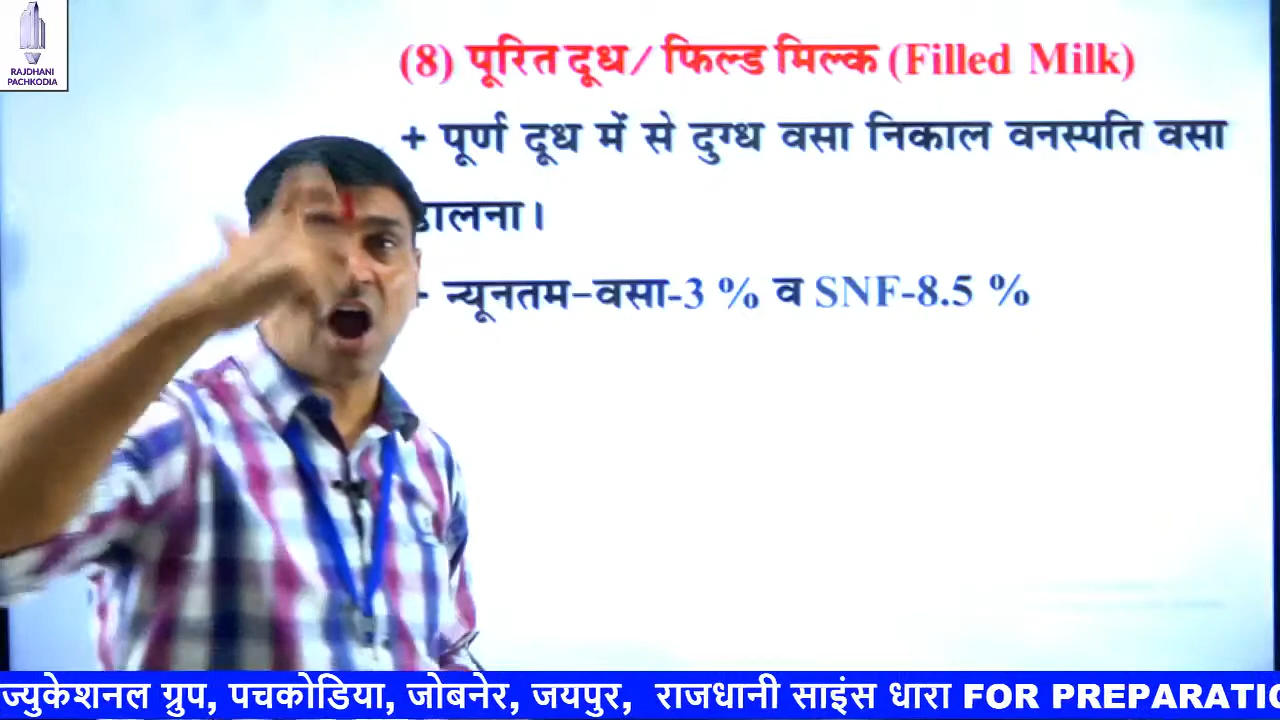 RAJDHANI
PACHKODIA
(8) पूरित दूध/ फिल्ड मिल्क (Filled Milk)
+ पूर्ण दूध में से दुग्ध वसा निकाल वनस्पति वसा
डालना।
+ न्यूनतम-वसा-3 % व SNF-8.5 %
ज्युकेशनल ग्रुप, पचकोडिया, जोबनेर, जयपुर, राजधानी साइंस धारा FOR PREPARATIO